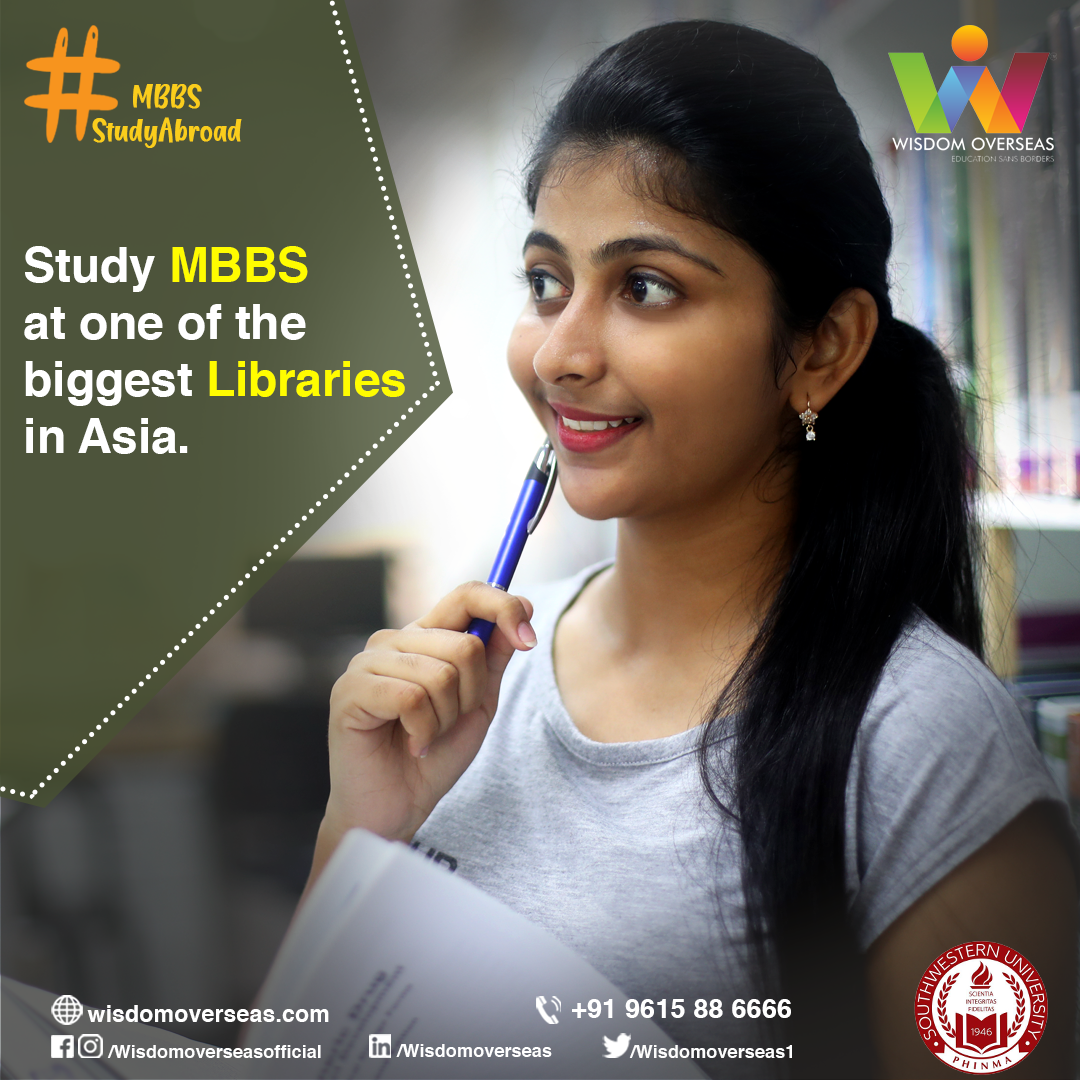 #MBBS
StudyAbroad
WISDOM OVERSEAS
EDUCATION SANS BORDERS
Study MBBS
at one of the
biggest Libraries
in Asia.
wisdomoverseas.com
+91 9615 88 6666
/Wisdomoverseasofficial
/Wisdomoverseas
/Wisdomoverseas1
SOUTHWESTERN UNIVERSITY
SCIENTIA
INTEGRITAS
FIDELITAS
1946
PHINMA